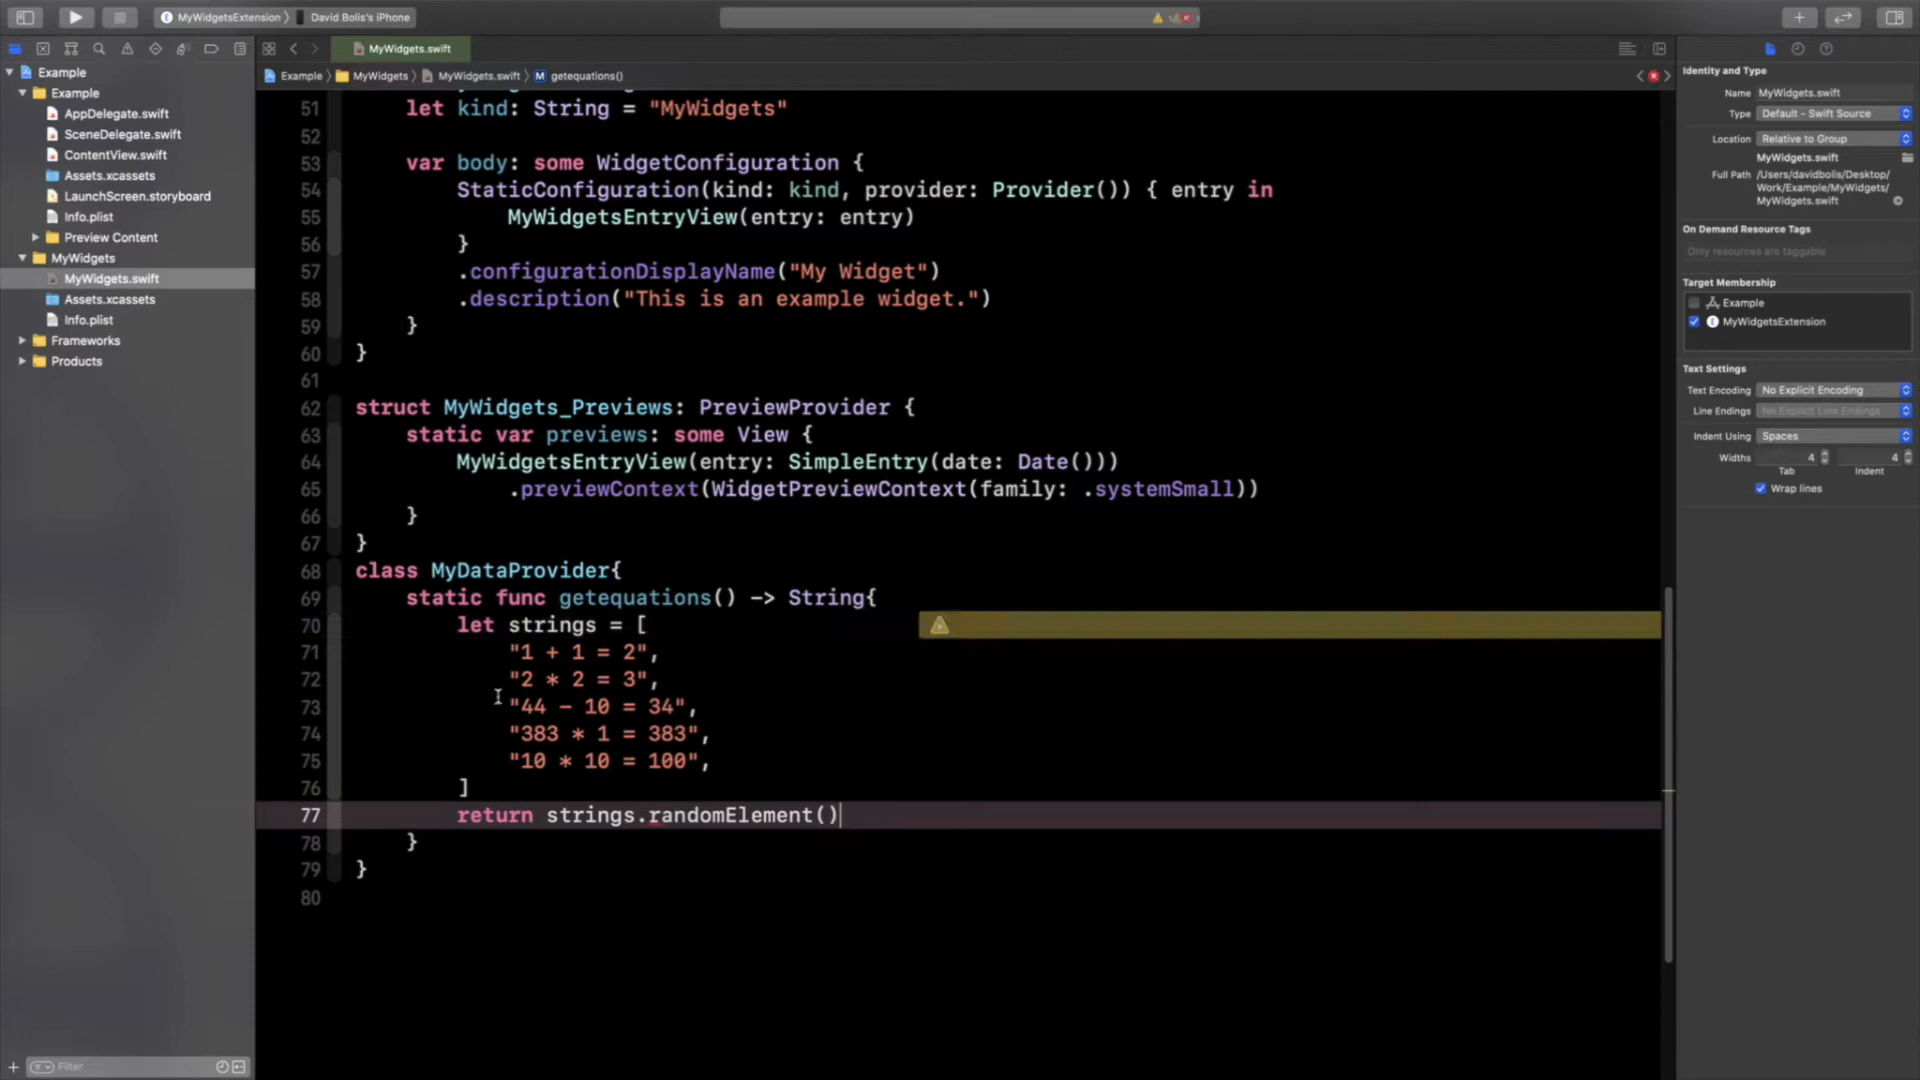 MyWidgetsExtension 〉 David Bolis's iPhone
MyWidgets.swift
Example 〉 MyWidgets 〉 MyWidgets.swift 〉 M getequations()
Example
Example
AppDelegate.swift
SceneDelegate.swift
ContentView.swift
Assets.xcassets
LaunchScreen.storyboard
Info.plist
Preview Content
MyWidgets
MyWidgets.swift
Assets.xcassets
Info.plist
Frameworks
Products
Filter
51 let kind: String = "MyWidgets"
52
53 var body: some WidgetConfiguration {
54 StaticConfiguration(kind: kind, provider: Provider()) { entry in
55 MyWidgetsEntryView(entry: entry)
56 }
57 .configurationDisplayName("My Widget")
58 .description("This is an example widget.")
59 }
60 }
61
62 struct MyWidgets_Previews: PreviewProvider {
63 static var previews: some View {
64 MyWidgetsEntryView(entry: SimpleEntry(date: Date()))
65 .previewContext(WidgetPreviewContext(family: .systemSmall))
66 }
67 }
68 class MyDataProvider{
69 static func getequations() -> String{
70 let strings = [
71 "1 + 1 = 2",
72 "2 * 2 = 3",
73 "44 - 10 = 34",
74 "383 * 1 = 383",
75 "10 * 10 = 100",
76 ]
77 return strings.randomElement()
78 }
79 }
80
Identity and Type
Name MyWidgets.swift
Type Default - Swift Source
Location Relative to Group
MyWidgets.swift
Full Path /Users/davidbolis/Desktop/
Work/Example/MyWidgets/
MyWidgets.swift
On Demand Resource Tags
Only resources are taggable
Target Membership
Example
MyWidgetsExtension
Text Settings
Text Encoding No Explicit Encoding
Line Endings No Explicit Line Endings
Indent Using Spaces
Widths 4 4
Tab Indent
Wrap lines